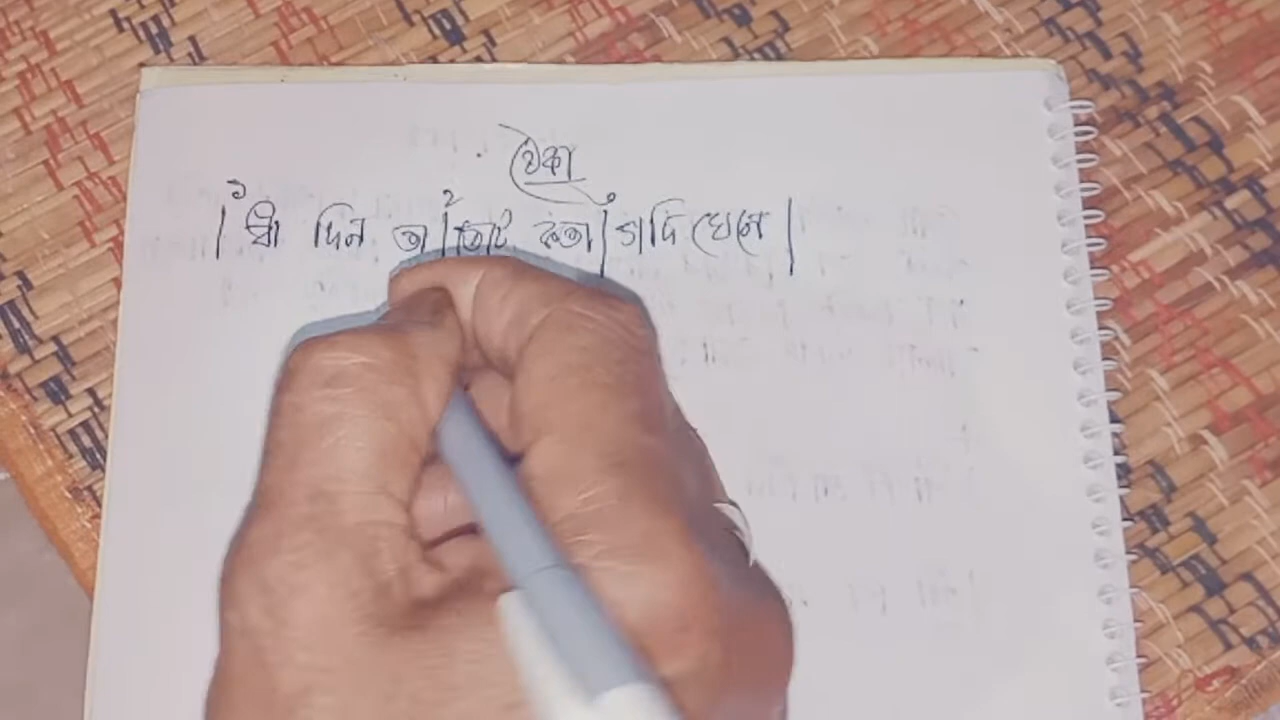 ঠেকা
| ধা দিন তা | তেটে কতা | গদি ঘেনে |